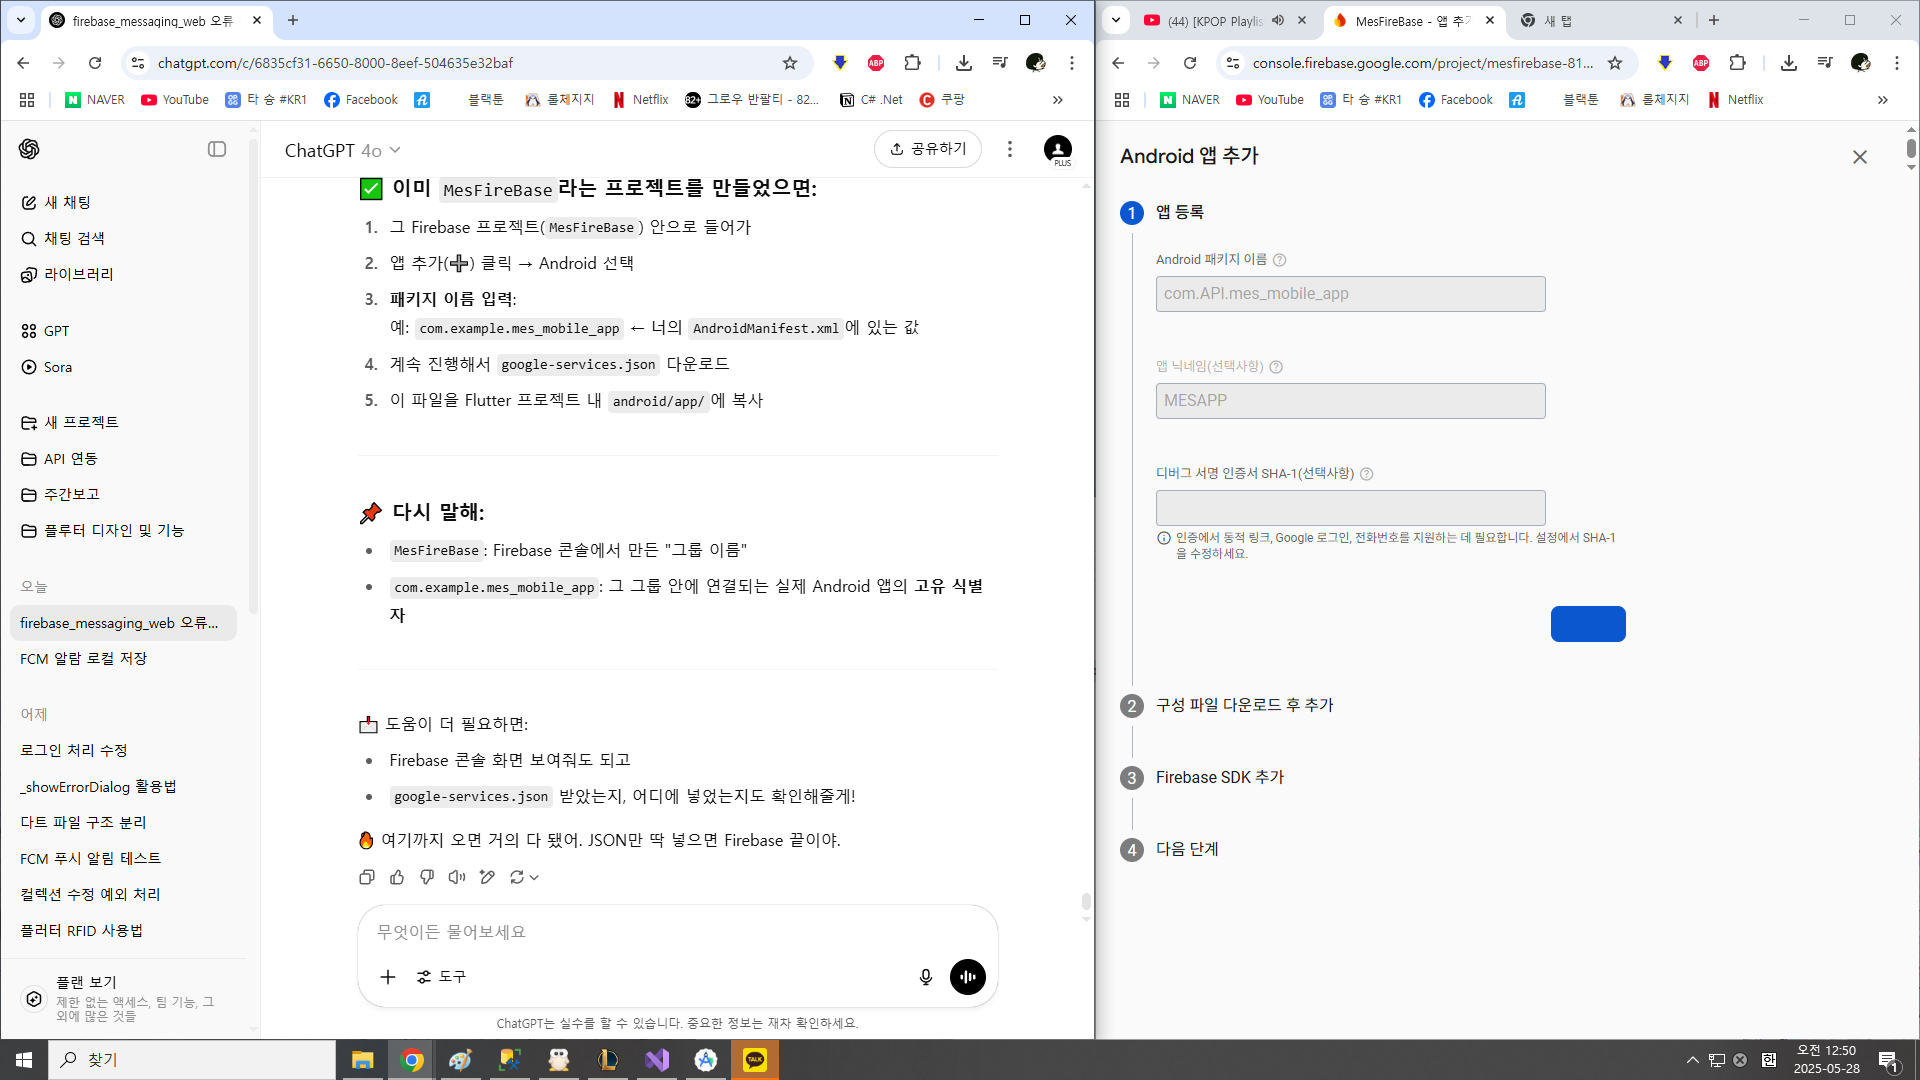 firebase_messaging_web 오류
chatgpt.com/c/6835cf31-6650-8000-8eef-504635e32baf
ABP
NAVER
YouTube
타 슝 #KR1
Facebook
블랙툰
롤체지지
Netflix
82+ 그로우 반팔티 - 82...
C# .Net
쿠팡
ChatGPT 4o
공유하기
PLUS
새 채팅
채팅 검색
라이브러리
GPT
Sora
새 프로젝트
API 연동
주간보고
플루터 디자인 및 기능
오늘
firebase_messaging_web 오류...
FCM 알람 로컬 저장
어제
로그인 처리 수정
_showErrorDialog 활용법
다트 파일 구조 분리
FCM 푸시 알림 테스트
컬렉션 수정 예외 처리
플러터 RFID 사용법
플랜 보기
제한 없는 액세스, 팀 기능, 그
외에 많은 것들
✅ 이미 MesFireBase라는 프로젝트를 만들었으면:
1. 그 Firebase 프로젝트(MesFireBase) 안으로 들어가
2. 앱 추가(➕) 클릭 → Android 선택
3. 패키지 이름 입력:
예: com.example.mes_mobile_app ← 너의 AndroidManifest.xml에 있는 값
4. 계속 진행해서 google-services.json 다운로드
5. 이 파일을 Flutter 프로젝트 내 android/app/에 복사
📌 다시 말해:
• MesFireBase: Firebase 콘솔에서 만든 "그룹 이름"
• com.example.mes_mobile_app: 그 그룹 안에 연결되는 실제 Android 앱의 고유 식별
자
📩 도움이 더 필요하면:
• Firebase 콘솔 화면 보여줘도 되고
• google-services.json 받았는지, 어디에 넣었는지도 확인해줄게!
🔥 여기까지 오면 거의 다 됐어. JSON만 딱 넣으면 Firebase 끝이야.
무엇이든 물어보세요
도구
ChatGPT는 실수를 할 수 있습니다. 중요한 정보는 재차 확인하세요.
(44) [KPOP Playlis
MesFireBase - 앱 추가
새 탭
console.firebase.google.com/project/mesfirebase-81...
ABP
NAVER
YouTube
타 슝 #KR1
Facebook
블랙툰
롤체지지
Netflix
Android 앱 추가
1 앱 등록
Android 패키지 이름
com.API.mes_mobile_app
앱 닉네임(선택사항)
MESAPP
디버그 서명 인증서 SHA-1(선택사항)
인증에서 동적 링크, Google 로그인, 전화번호를 지원하는 데 필요합니다. 설정에서 SHA-1
을 수정하세요.
2 구성 파일 다운로드 후 추가
3 Firebase SDK 추가
4 다음 단계
찾기
TALK
한
오전 12:50
2025-05-28
1